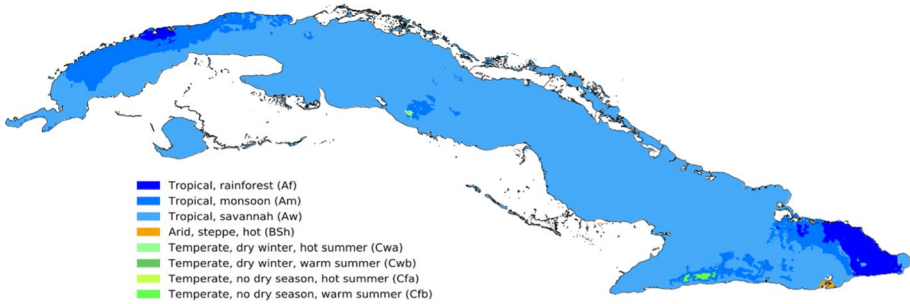 Tropical, rainforest (Af)
Tropical, monsoon (Am)
Tropical, savannah (Aw)
Arid, steppe, hot (BSh)
Temperate, dry winter, hot summer (Cwa)
Temperate, dry winter, warm summer (Cwb)
Temperate, no dry season, hot summer (Cfa)
Temperate, no dry season, warm summer (Cfb)